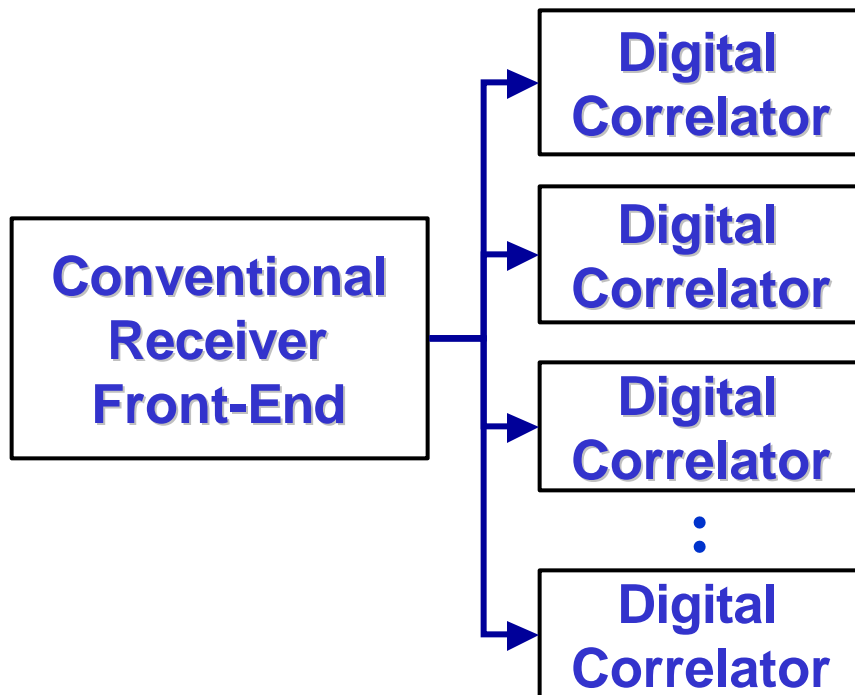 Digital
Correlator
Digital
Correlator
Conventional
Receiver
Front-End
Digital
Correlator
:
Digital
Correlator